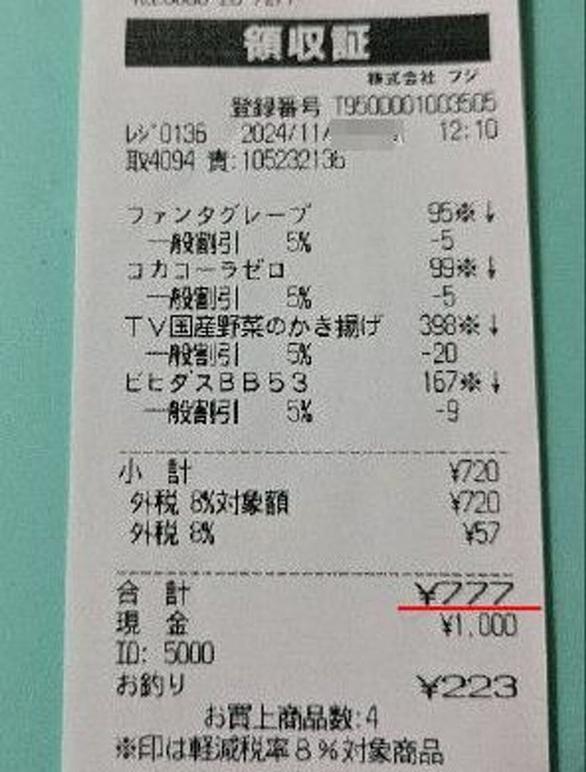 領収証
株式会社 フジ
登録番号 T9500001003505
ﾚｼﾞ0136 2024/11/ 12:10
取4094 責:105232136
ファンタグレープ 95※↓
一般割引 5% -5
コカコーラゼロ 99※↓
一般割引 5% -5
TV国産野菜のかき揚げ 398※↓
一般割引 5% -20
ビヒダスBB53 167※↓
一般割引 5% -9
小 計 ¥720
外税 8%対象額 ¥720
外税 8% ¥57
合 計 ¥777
現 金 ¥1,000
ID: 5000
お釣り ¥223
お買上商品数:4
※印は軽減税率8%対象商品